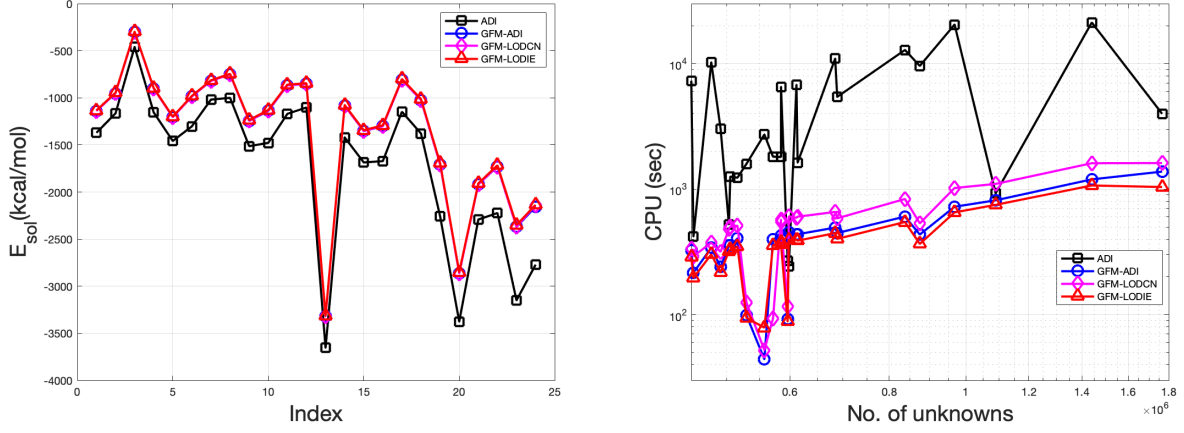 0
-500
-1000
-1500
-2000
-2500
-3000
-3500
-4000
0 5 10 15 20 25
E_sol(kcal/mol)
Index
ADI
GFM-ADI
GFM-LODCN
GFM-LODIE
10^4
10^3
10^2
0.6 0.8 1 1.2 1.4 1.6 1.8
×10^6
CPU (sec)
No. of unknowns
ADI
GFM-ADI
GFM-LODCN
GFM-LODIE